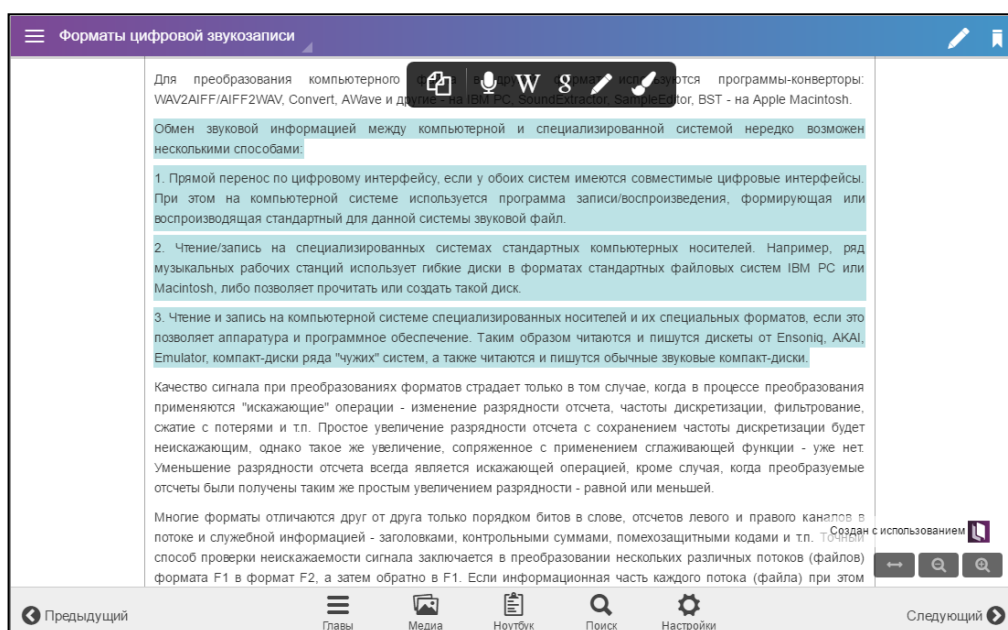 Форматы цифровой звукозаписи
Для преобразования компьютерного используются программы-конверторы:
WAV2AIFF/AIFF2WAV, Convert, AWave и другие - на IBM PC, SoundExtractor, SampleEditor, BST - на Apple Macintosh.
Обмен звуковой информацией между компьютерной и специализированной системой нередко возможен
несколькими способами:
1. Прямой перенос по цифровому интерфейсу, если у обоих систем имеются совместимые цифровые интерфейсы.
При этом на компьютерной системе используется программа записи/воспроизведения, формирующая или
воспроизводящая стандартный для данной системы звуковой файл.
2. Чтение/запись на специализированных системах стандартных компьютерных носителей. Например, ряд
музыкальных рабочих станций использует гибкие диски в форматах стандартных файловых систем IBM PC или
Macintosh, либо позволяет прочитать или создать такой диск.
3. Чтение и запись на компьютерной системе специализированных носителей и их специальных форматов, если это
позволяет аппаратура и программное обеспечение. Таким образом читаются и пишутся дискеты от Ensoniq, AKAI,
Emulator, компакт-диски ряда "чужих" систем, а также читаются и пишутся обычные звуковые компакт-диски.
Качество сигнала при преобразованиях форматов страдает только в том случае, когда в процессе преобразования
применяются "искажающие" операции - изменение разрядности отсчета, частоты дискретизации, фильтрование,
сжатие с потерями и т.п. Простое увеличение разрядности отсчета с сохранением частоты дискретизации будет
неискажающим, однако такое же увеличение, сопряженное с применением сглаживающей функции - уже нет.
Уменьшение разрядности отсчета всегда является искажающей операцией, кроме случая, когда преобразуемые
отсчеты были получены таким же простым увеличением разрядности - равной или меньшей.
Многие форматы отличаются друг от друга только порядком битов в слове, отсчетов левого и правого каналов в
потоке и служебной информацией - заголовками, контрольными суммами, помехозащитными кодами и т.п. Точный
способ проверки неискажаемости сигнала заключается в преобразовании нескольких различных потоков (файлов)
формата F1 в формат F2, а затем обратно в F1. Если информационная часть каждого потока (файла) при этом
Создан с использованием
Предыдущий
Главы
Медиа
Ноутбук
Поиск
Настройки
Следующий